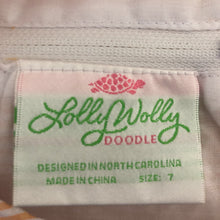 Lolly Wolly
DOODLE
DESIGNED IN NORTH CAROLINA
MADE IN CHINA SIZE: 7